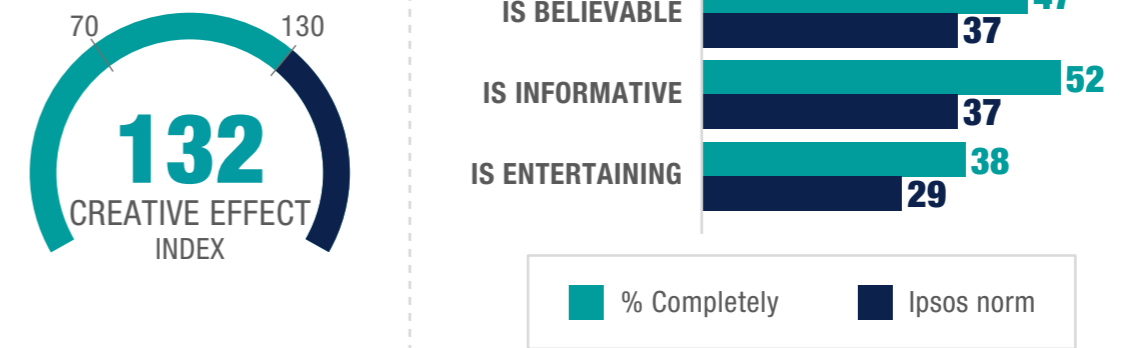 70
130
132
CREATIVE EFFECT
INDEX
IS BELIEVABLE
47
37
IS INFORMATIVE
52
37
IS ENTERTAINING
38
29
% Completely
Ipsos norm